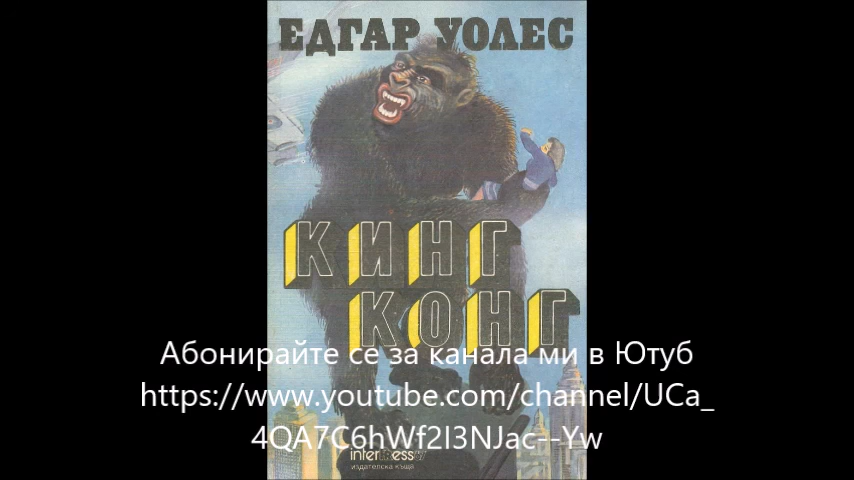 ЕДГАР УОЛЕС
КИНГ
КОНГ
Абонирайте се за канала ми в Ютуб
https://www.youtube.com/channel/UCa_
4QA7C6hWf2I3NJac--Yw
interpress
издателска къща